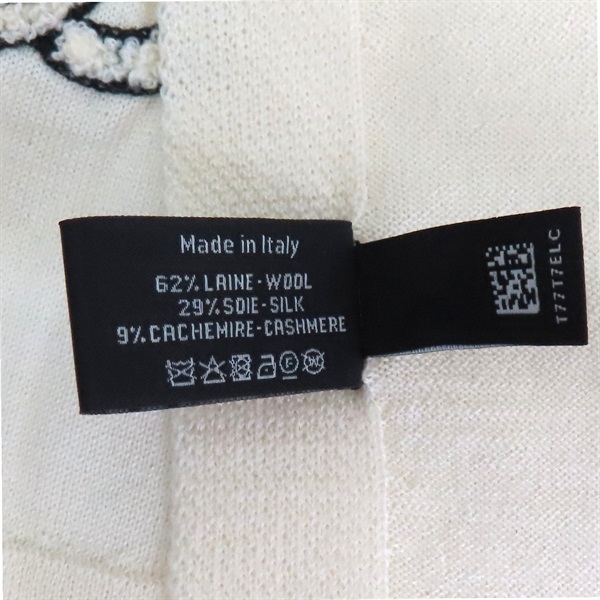 Made in Italy
62% LAINE - WOOL
29% SOIE - SILK
9% CACHEMIRE - CASHMERE
T77T7ELC